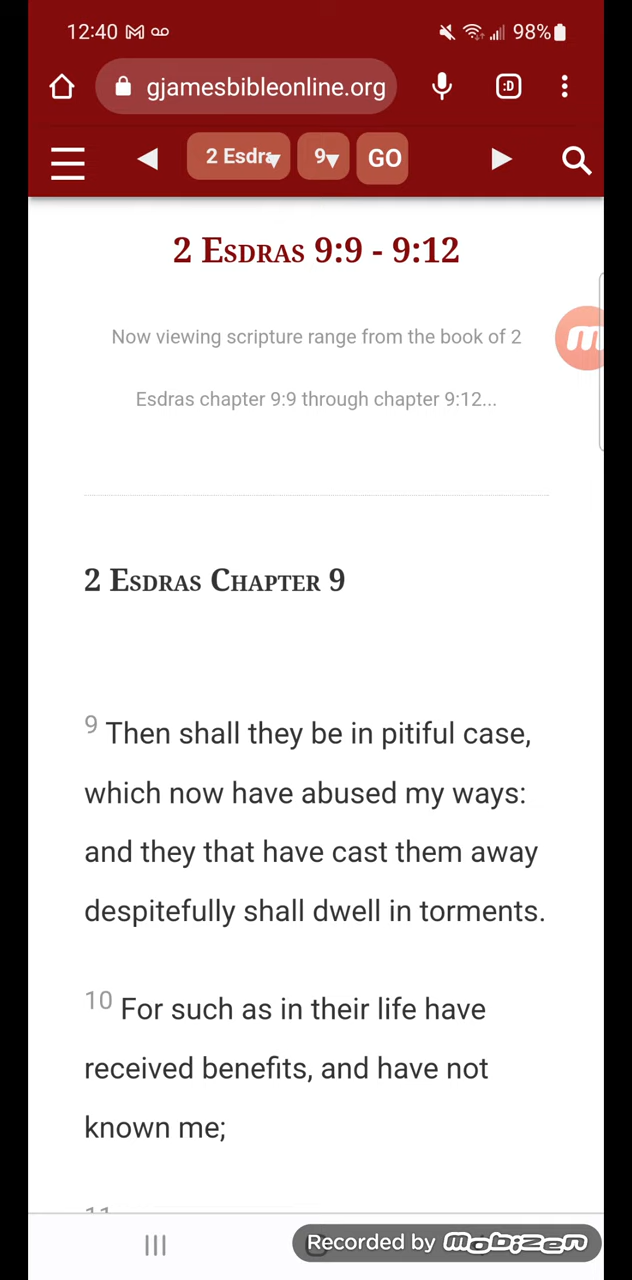 12:40 98%
gjamesbibleonline.org :D
2 Esdra 9 GO
2 Esdras 9:9 - 9:12
Now viewing scripture range from the book of 2
Esdras chapter 9:9 through chapter 9:12...
2 Esdras Chapter 9
9 Then shall they be in pitiful case,
which now have abused my ways:
and they that have cast them away
despitefully shall dwell in torments.
10 For such as in their life have
received benefits, and have not
known me;
11
Recorded by mobizen